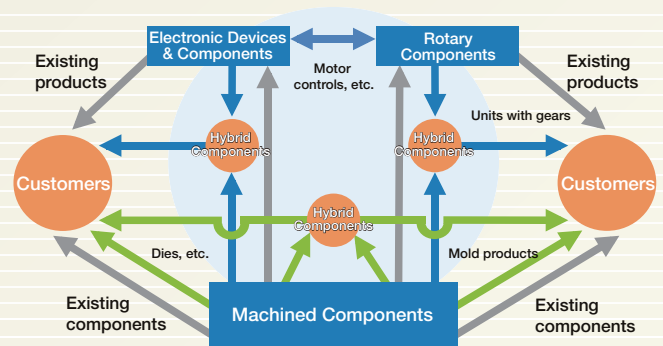 Electronic Devices
& Components
Rotary
Components
Existing
products
Motor
controls, etc.
Existing
products
Units with gears
Hybrid
Components
Hybrid
Components
Customers
Customers
Hybrid
Components
Dies, etc.
Mold products
Existing
components
Machined Components
Existing
components